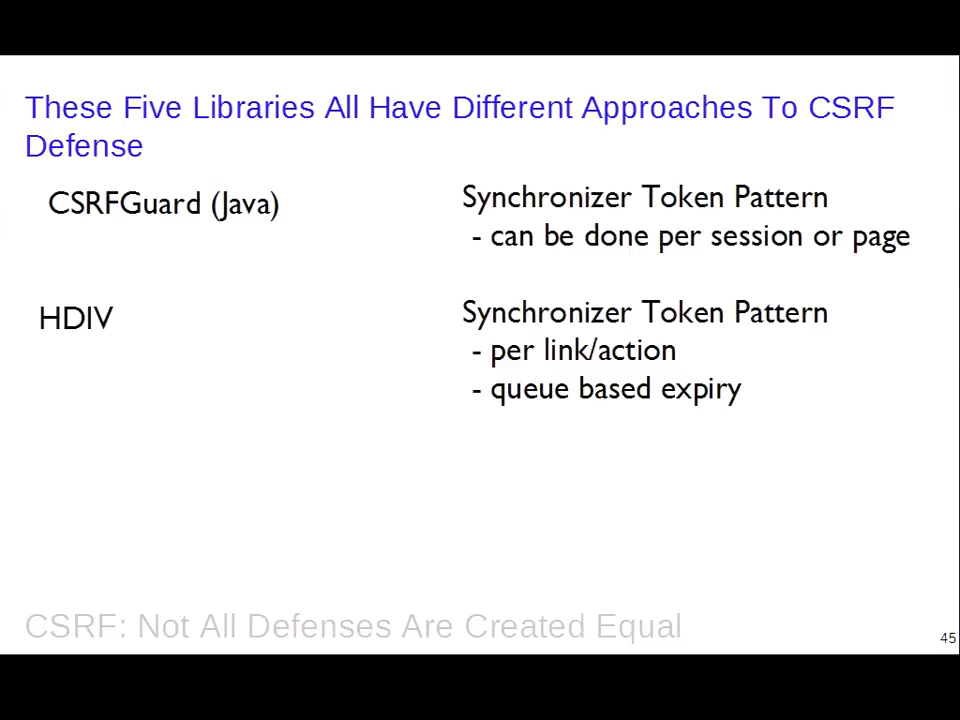 These Five Libraries All Have Different Approaches To CSRF
Defense
CSRFGuard (Java)
Synchronizer Token Pattern
- can be done per session or page
HDIV
Synchronizer Token Pattern
- per link/action
- queue based expiry
CSRF: Not All Defenses Are Created Equal
45